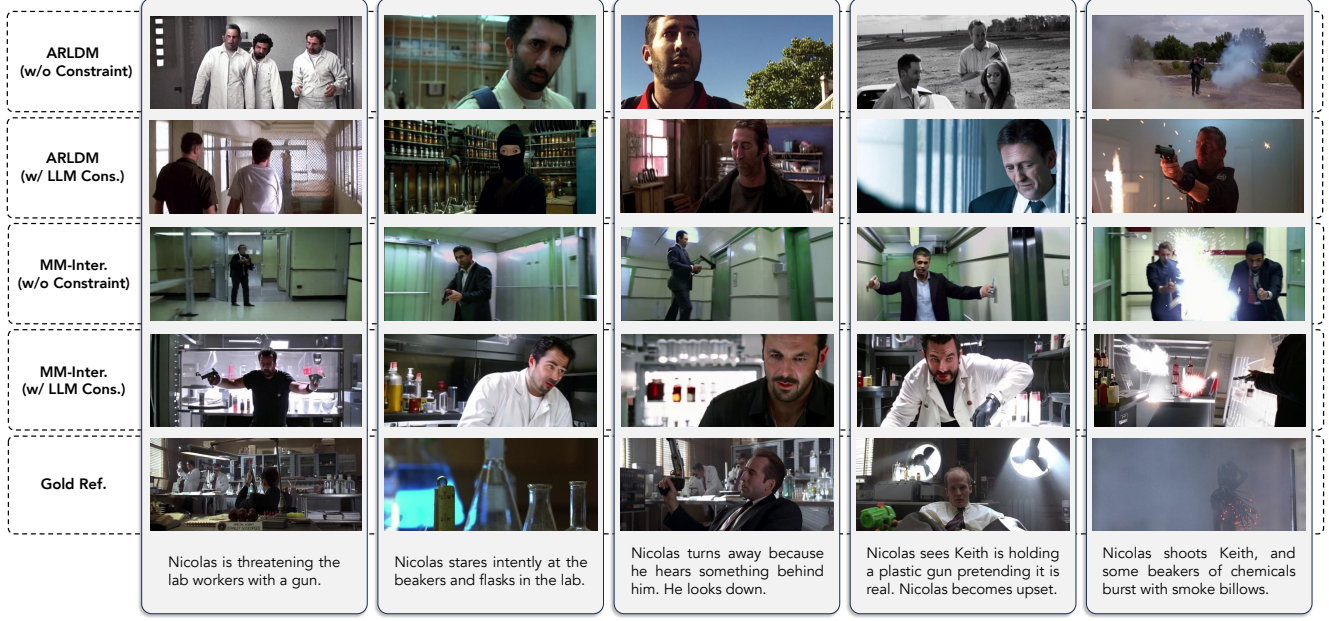 ARLDM
(w/o Constraint)
ARLDM
(w/ LLM Cons.)
MM-Inter.
(w/o Constraint)
MM-Inter.
(w/ LLM Cons.)
Gold Ref.
Nicolas is threatening the
lab workers with a gun.
Nicolas stares intently at the
beakers and flasks in the lab.
Nicolas turns away because
he hears something behind
him. He looks down.
Nicolas sees Keith is holding
a plastic gun pretending it is
real. Nicolas becomes upset.
Nicolas shoots Keith, and
some beakers of chemicals
burst with smoke billows.